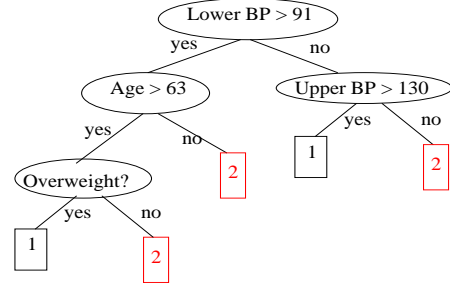 Lower BP > 91
yes
no
Age > 63
Upper BP > 130
yes
no
yes
no
Overweight?
2
1
2
yes
no
1
2